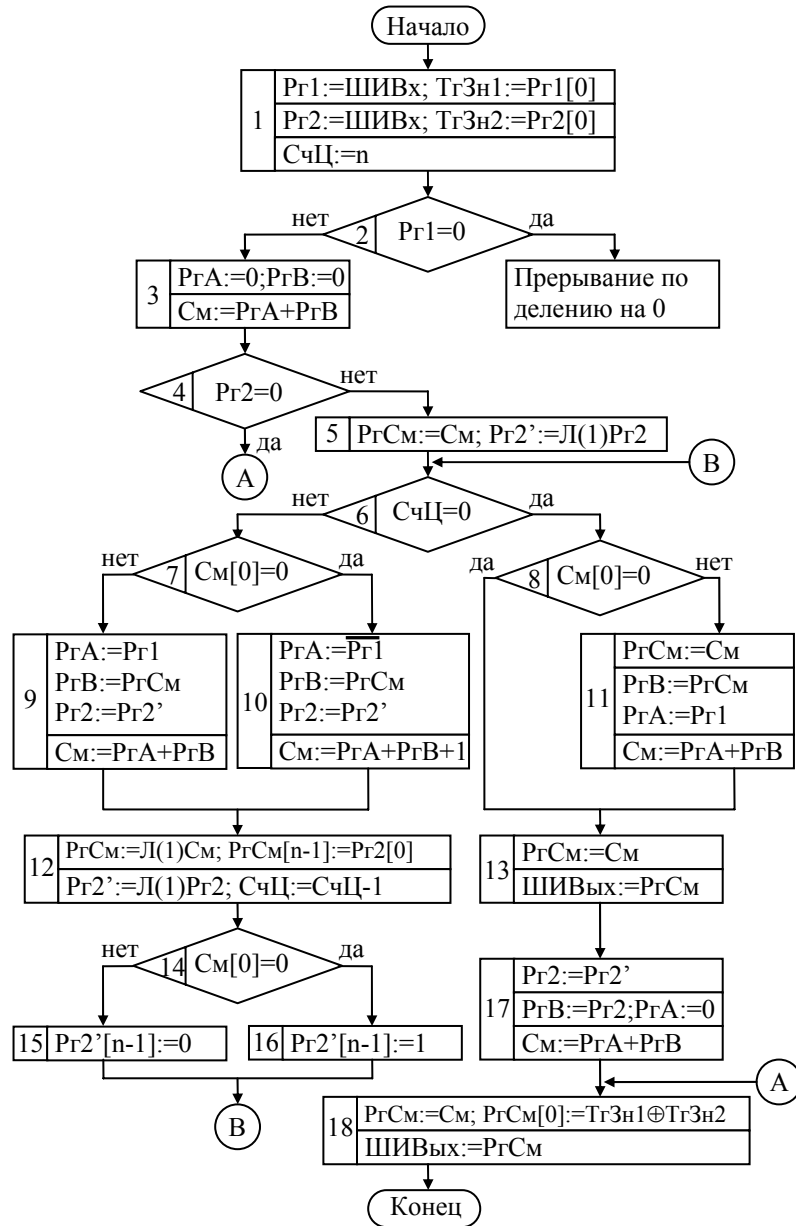 Начало
1
Рг1:=ШИВх; ТгЗн1:=Рг1[0]
Рг2:=ШИВх; ТгЗн2:=Рг2[0]
СчЦ:=n
нет
2
Рг1=0
да
3
РгА:=0;РгВ:=0
См:=РгА+РгВ
Прерывание по
делению на 0
4
Рг2=0
нет
да
А
5
РгСм:=См; Рг2’:=Л(1)Рг2
В
нет
6
СчЦ=0
да
нет
7
См[0]=0
да
да
8
См[0]=0
нет
9
РгА:=Рг1
РгВ:=РгСм
Рг2:=Рг2’
См:=РгА+РгВ
10
РгА:=P̅г̅1̅
РгВ:=РгСм
Рг2:=Рг2’
См:=РгА+РгВ+1
11
РгСм:=См
РгВ:=РгСм
РгА:=Рг1
См:=РгА+РгВ
12
РгСм:=Л(1)См; РгСм[n-1]:=Рг2[0]
Рг2’:=Л(1)Рг2; СчЦ:=СчЦ-1
13
РгСм:=См
ШИВых:=РгСм
нет
14
См[0]=0
да
15
Рг2’[n-1]:=0
16
Рг2’[n-1]:=1
В
17
Рг2:=Рг2’
РгВ:=Рг2;РгА:=0
См:=РгА+РгВ
А
18
РгСм:=См; РгСм[0]:=ТгЗн1⊕ТгЗн2
ШИВых:=РгСм
Конец